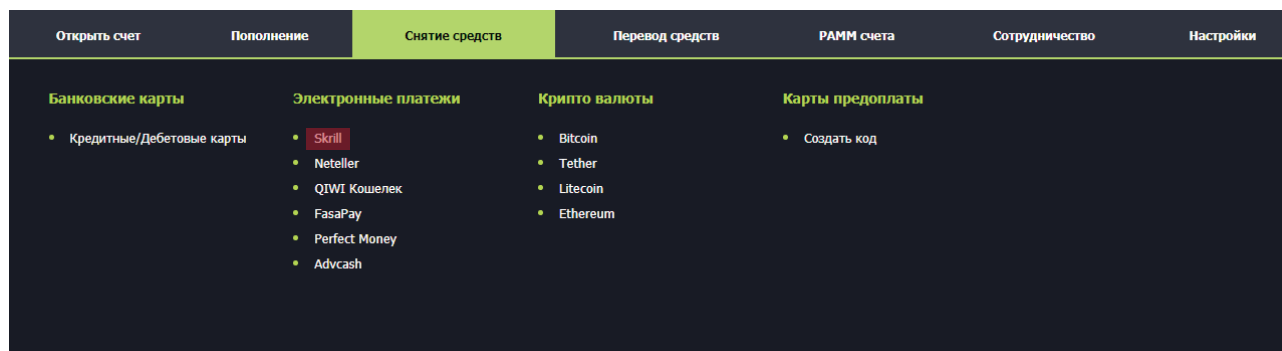 Открыть счет
Пополнение
Снятие средств
Перевод средств
PAMM счета
Сотрудничество
Настройки
Банковские карты
Кредитные/Дебетовые карты
Электронные платежи
Skrill
Neteller
QIWI Кошелек
FasaPay
Perfect Money
Advcash
Крипто валюты
Bitcoin
Tether
Litecoin
Ethereum
Карты предоплаты
Создать код